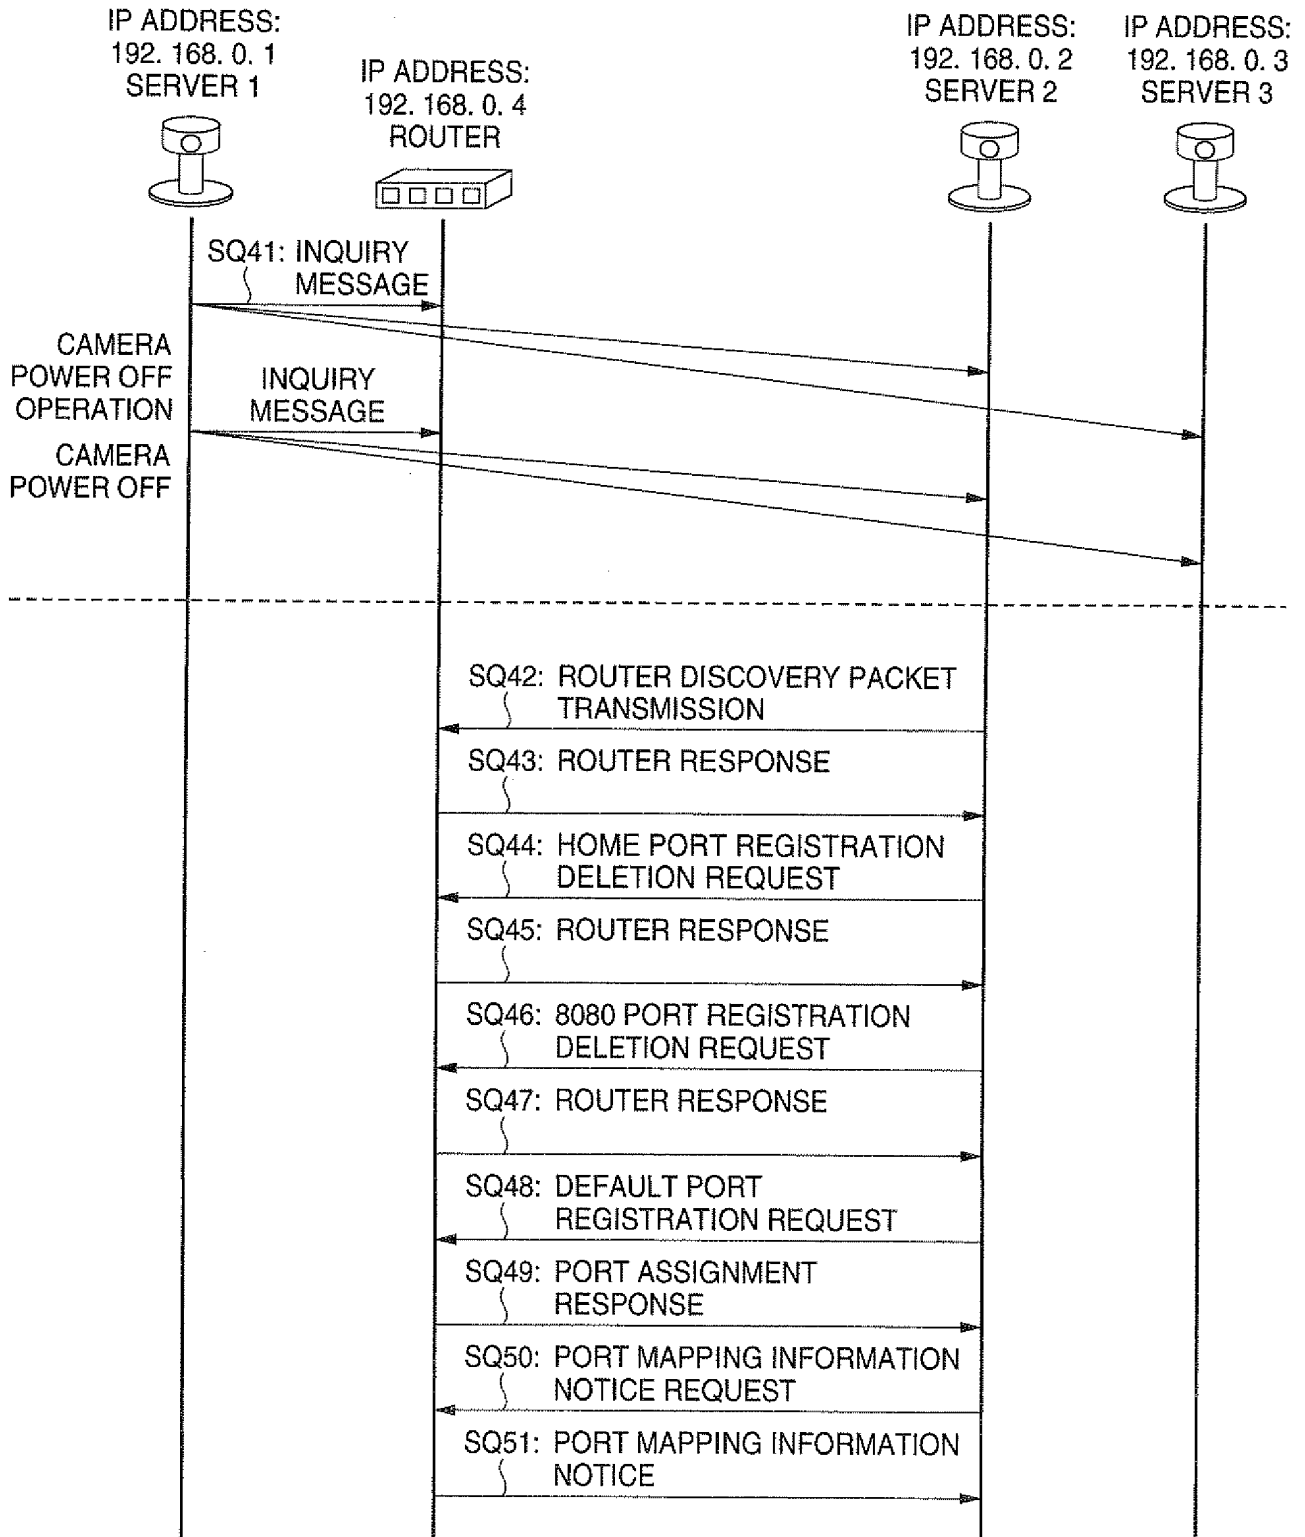 IP ADDRESS:
192. 168. 0. 1
SERVER 1
IP ADDRESS:
192. 168. 0. 4
ROUTER
IP ADDRESS:
192. 168. 0. 2
SERVER 2
IP ADDRESS:
192. 168. 0. 3
SERVER 3
SQ41: INQUIRY
MESSAGE
CAMERA
POWER OFF
OPERATION
INQUIRY
MESSAGE
CAMERA
POWER OFF
SQ42: ROUTER DISCOVERY PACKET
TRANSMISSION
SQ43: ROUTER RESPONSE
SQ44: HOME PORT REGISTRATION
DELETION REQUEST
SQ45: ROUTER RESPONSE
SQ46: 8080 PORT REGISTRATION
DELETION REQUEST
SQ47: ROUTER RESPONSE
SQ48: DEFAULT PORT
REGISTRATION REQUEST
SQ49: PORT ASSIGNMENT
RESPONSE
SQ50: PORT MAPPING INFORMATION
NOTICE REQUEST
SQ51: PORT MAPPING INFORMATION
NOTICE